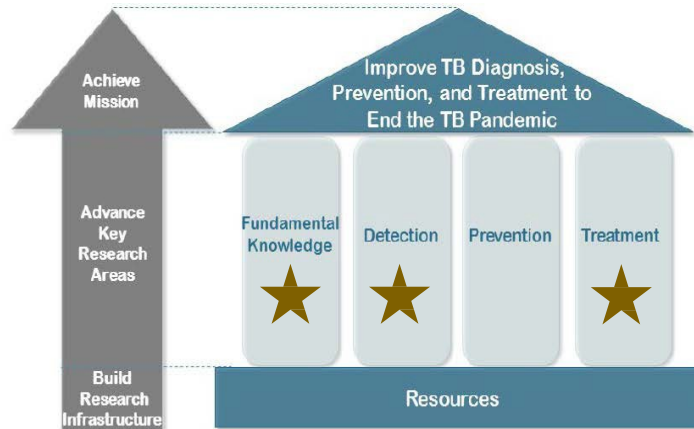 Achieve
Mission
Improve TB Diagnosis,
Prevention, and Treatment to
End the TB Pandemic
Advance
Key
Research
Areas
Fundamental
Knowledge
Detection
Prevention
Treatment
Build
Research
Infrastructure
Resources